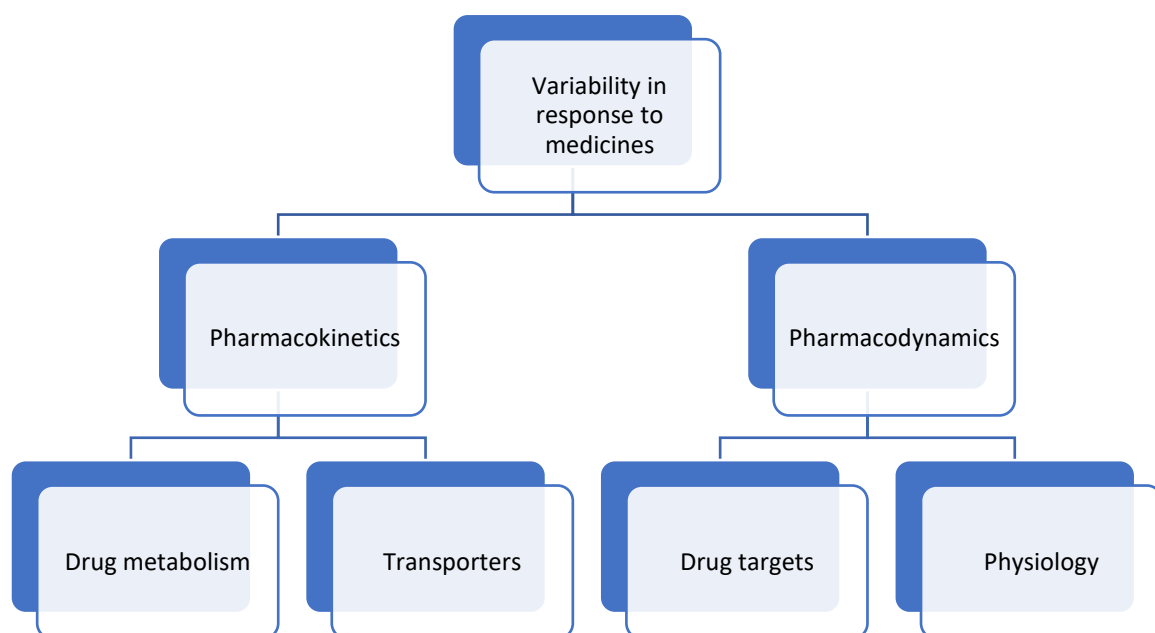 Variability in
response to
medicines
Pharmacokinetics
Pharmacodynamics
Drug metabolism
Transporters
Drug targets
Physiology